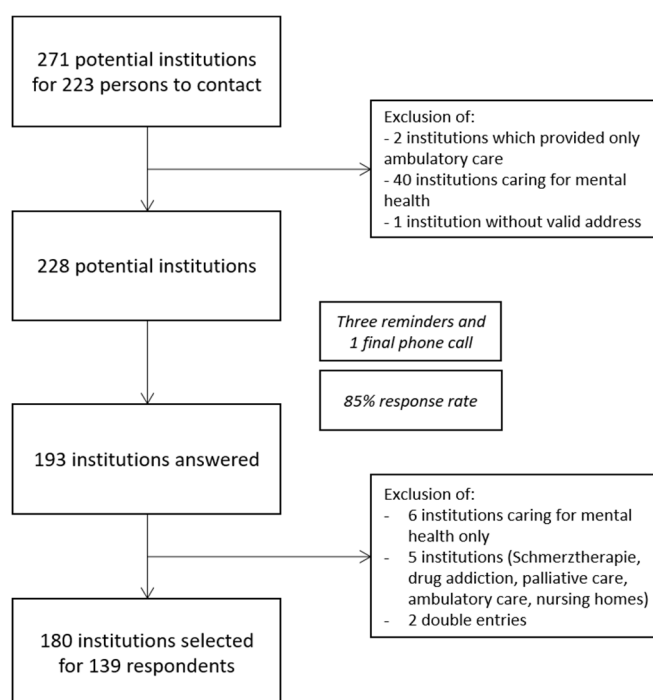 271 potential institutions
for 223 persons to contact
Exclusion of:
- 2 institutions which provided only
ambulatory care
- 40 institutions caring for mental
health
- 1 institution without valid address
228 potential institutions
Three reminders and
1 final phone call
85% response rate
193 institutions answered
Exclusion of:
- 6 institutions caring for mental
health only
- 5 institutions (Schmerztherapie,
drug addiction, palliative care,
ambulatory care, nursing homes)
- 2 double entries
180 institutions selected
for 139 respondents